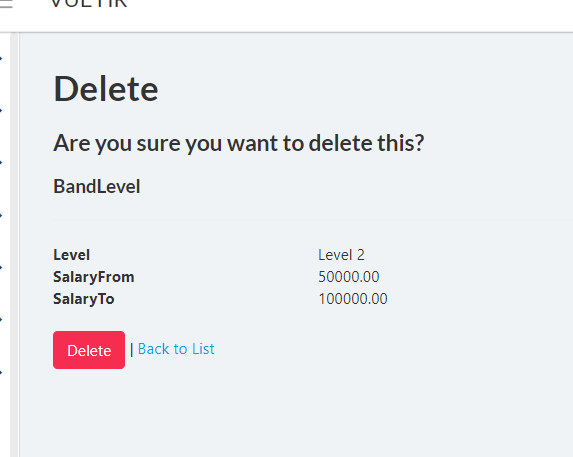 Delete
Are you sure you want to delete this?
BandLevel
Level Level 2
SalaryFrom 50000.00
SalaryTo 100000.00
Delete | Back to List